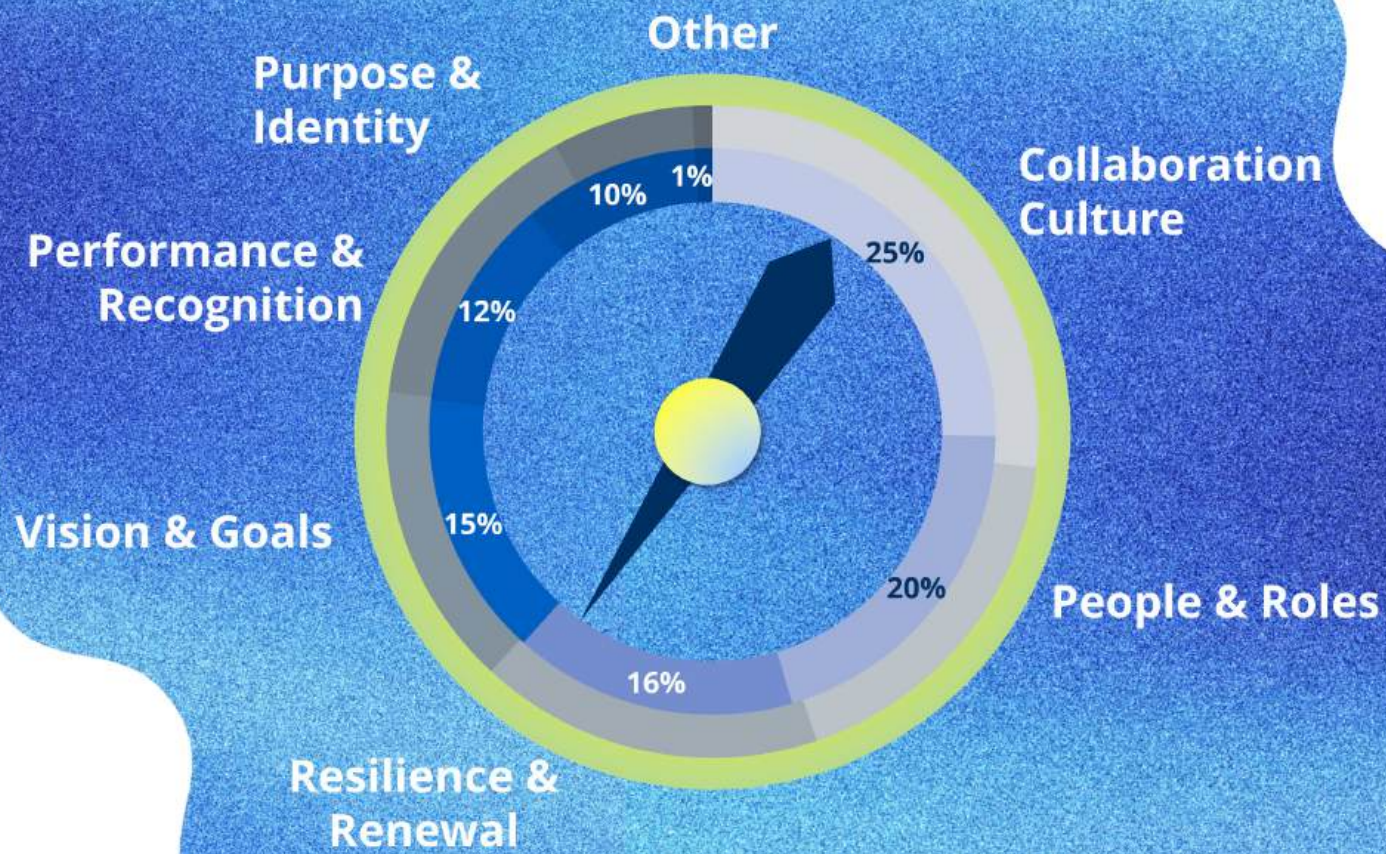 Other
Purpose &
Identity
1%
10%
Collaboration
Culture
25%
Performance &
Recognition
12%
Vision & Goals
15%
20%
People & Roles
16%
Resilience &
Renewal